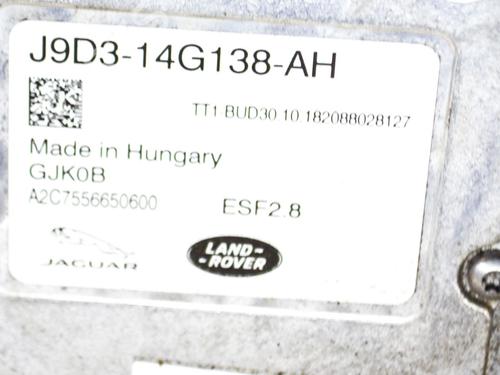 J9D3-14G138-AH
TT1 BUD30 10 182088028127
Made in Hungary
GJK0B
A2C7556650600
ESF2.8
JAGUAR
LAND-
-ROVER